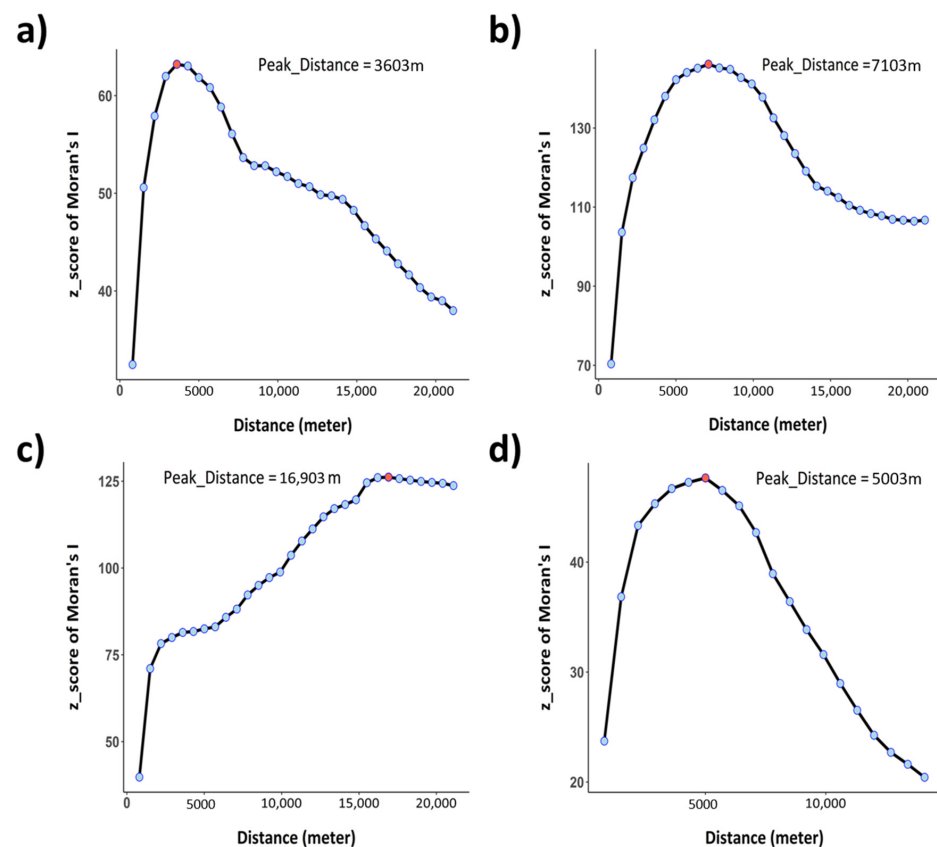 a)
Peak_Distance = 3603m
z_score of Moran's I
60
50
40
0
5000
10,000
15,000
20,000
Distance (meter)
b)
Peak_Distance =7103m
z_score of Moran's I
130
110
90
70
0
5000
10,000
15,000
20,000
Distance (meter)
c)
Peak_Distance = 16,903 m
z_score of Moran's I
125
100
75
50
0
5000
10,000
15,000
20,000
Distance (meter)
d)
Peak_Distance = 5003m
z_score of Moran's I
40
30
20
5000
10,000
Distance (meter)